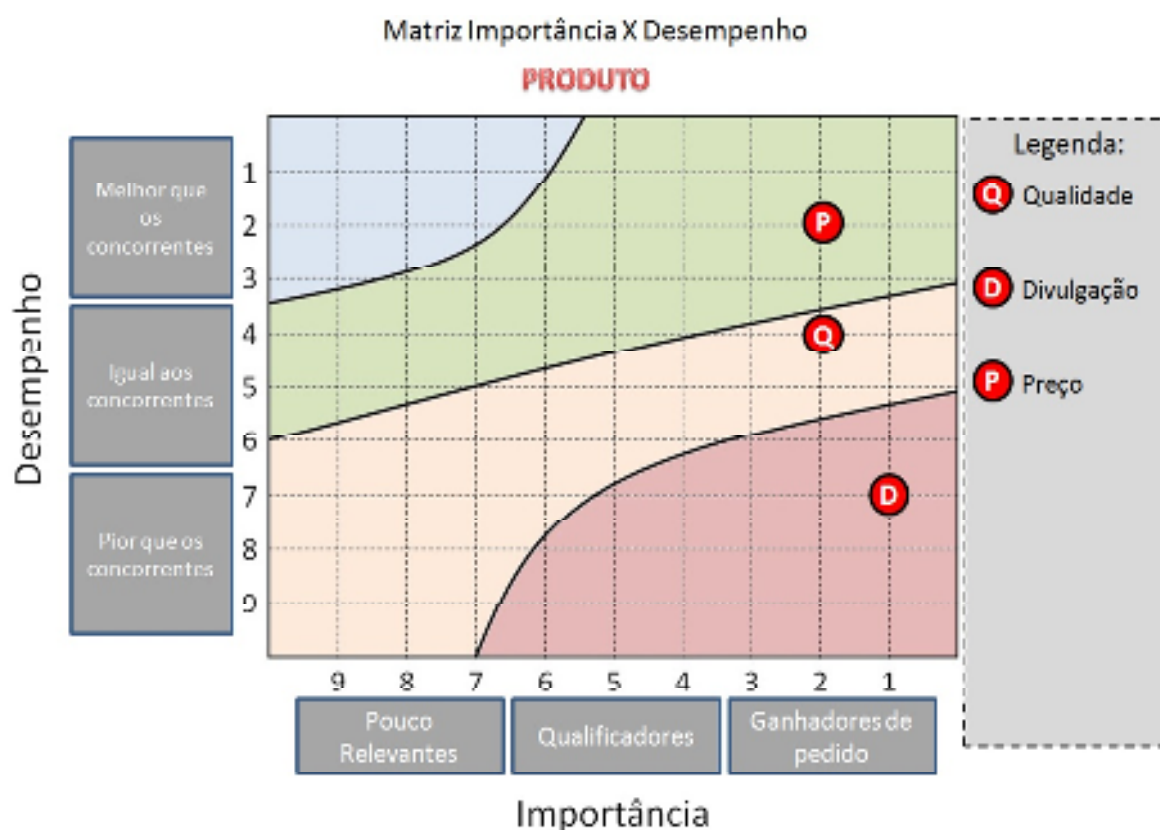 Matriz Importância X Desempenho
PRODUTO
Desempenho
Melhor que
os
concorrentes
Igual aos
concorrentes
Pior que os
concorrentes
1
2
3
4
5
6
7
8
9
P
Q
D
9 8 7 6 5 4 3 2 1
Pouco
Relevantes
Qualificadores
Ganhadores de
pedido
Importância
Legenda:
Q Qualidade
D Divulgação
P Preço